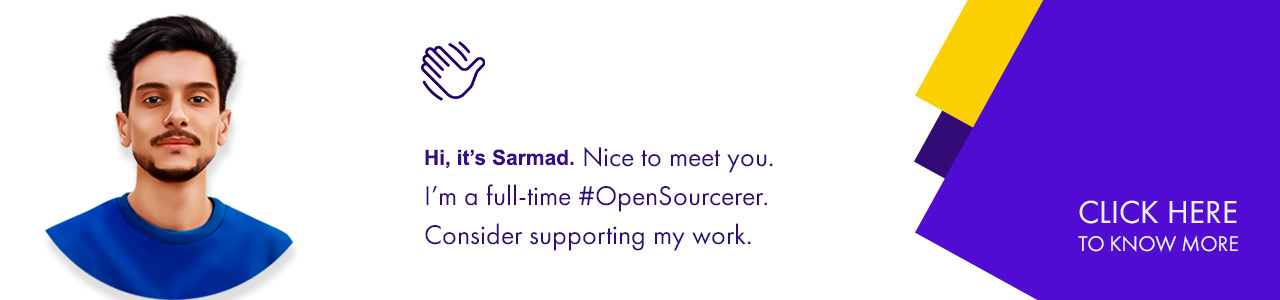 Hi, it’s Sarmad. Nice to meet you.
I’m a full-time #OpenSourcerer.
Consider supporting my work.
CLICK HERE
TO KNOW MORE